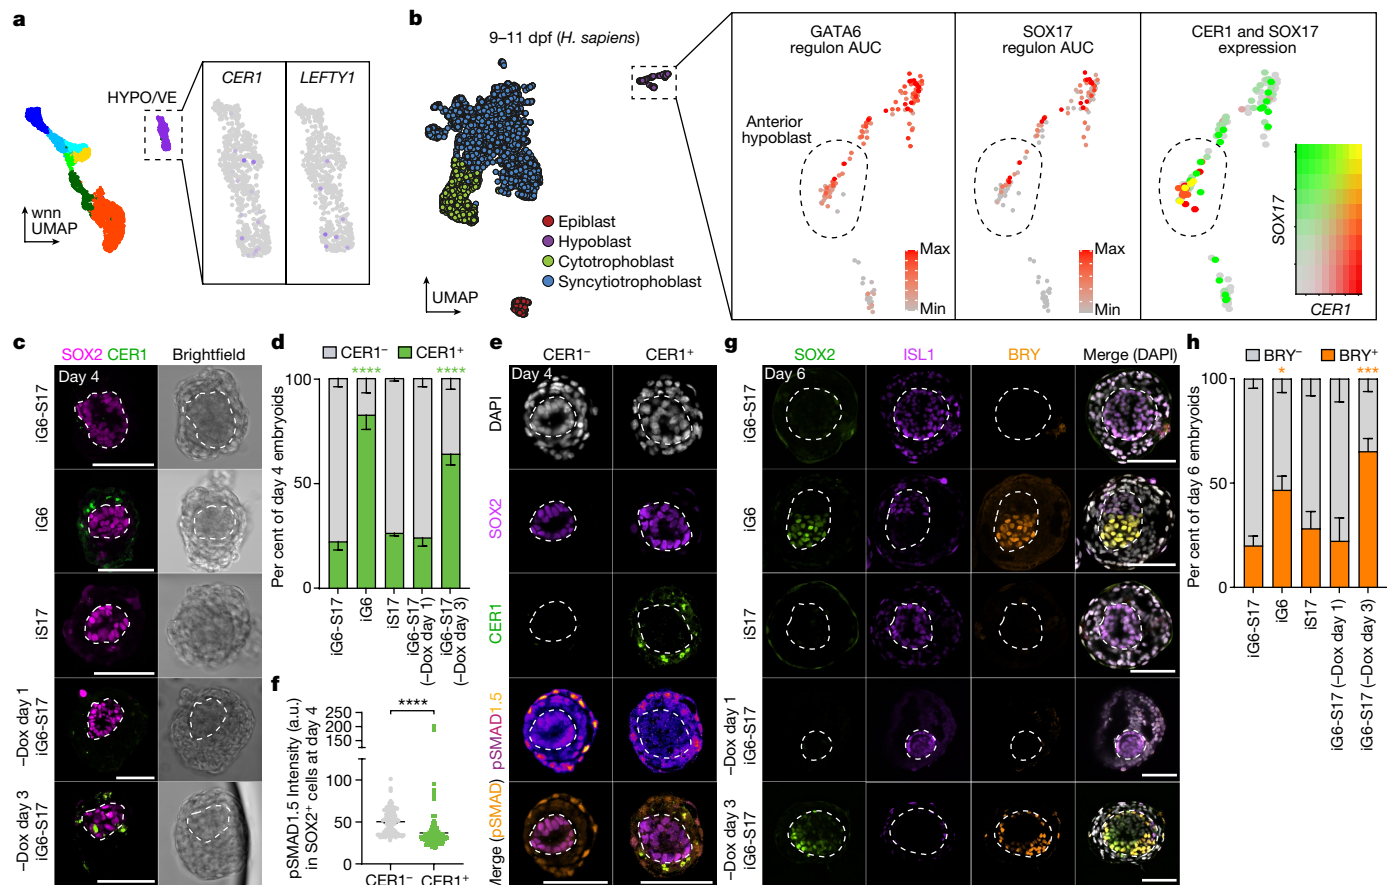 a
HYPO/VE
CER1
LEFTY1
wnn
UMAP
b
9–11 dpf (H. sapiens)
Epiblast
Hypoblast
Cytotrophoblast
Syncytiotrophoblast
UMAP
GATA6
regulon AUC
Anterior
hypoblast
Max
Min
SOX17
regulon AUC
Max
Min
CER1 and SOX17
expression
SOX17
CER1
c
SOX2 CER1
Brightfield
Day 4
iG6-S17
iG6
iS17
–Dox day 1
iG6-S17
–Dox day 3
iG6-S17
d
CER1⁻
CER1⁺
Per cent of day 4 embryoids
100
50
0
****
****
iG6-S17
iG6
iS17
iG6-S17
(–Dox day 1)
iG6-S17
(–Dox day 3)
e
CER1⁻
CER1⁺
Day 4
DAPI
SOX2
CER1
pSMAD1.5
Merge (pSMAD)
f
pSMAD1.5 Intensity (a.u.)
in SOX2⁺ cells at day 4
250
200
150
100
50
0
****
CER1⁻
CER1⁺
g
SOX2
ISL1
BRY
Merge (DAPI)
Day 6
iG6-S17
iG6
iS17
–Dox day 1
iG6-S17
–Dox day 3
iG6-S17
h
BRY⁻
BRY⁺
Per cent of day 6 embryoids
100
50
0
*
***
iG6-S17
iG6
iS17
iG6-S17 (–Dox day 1)
iG6-S17 (–Dox day 3)